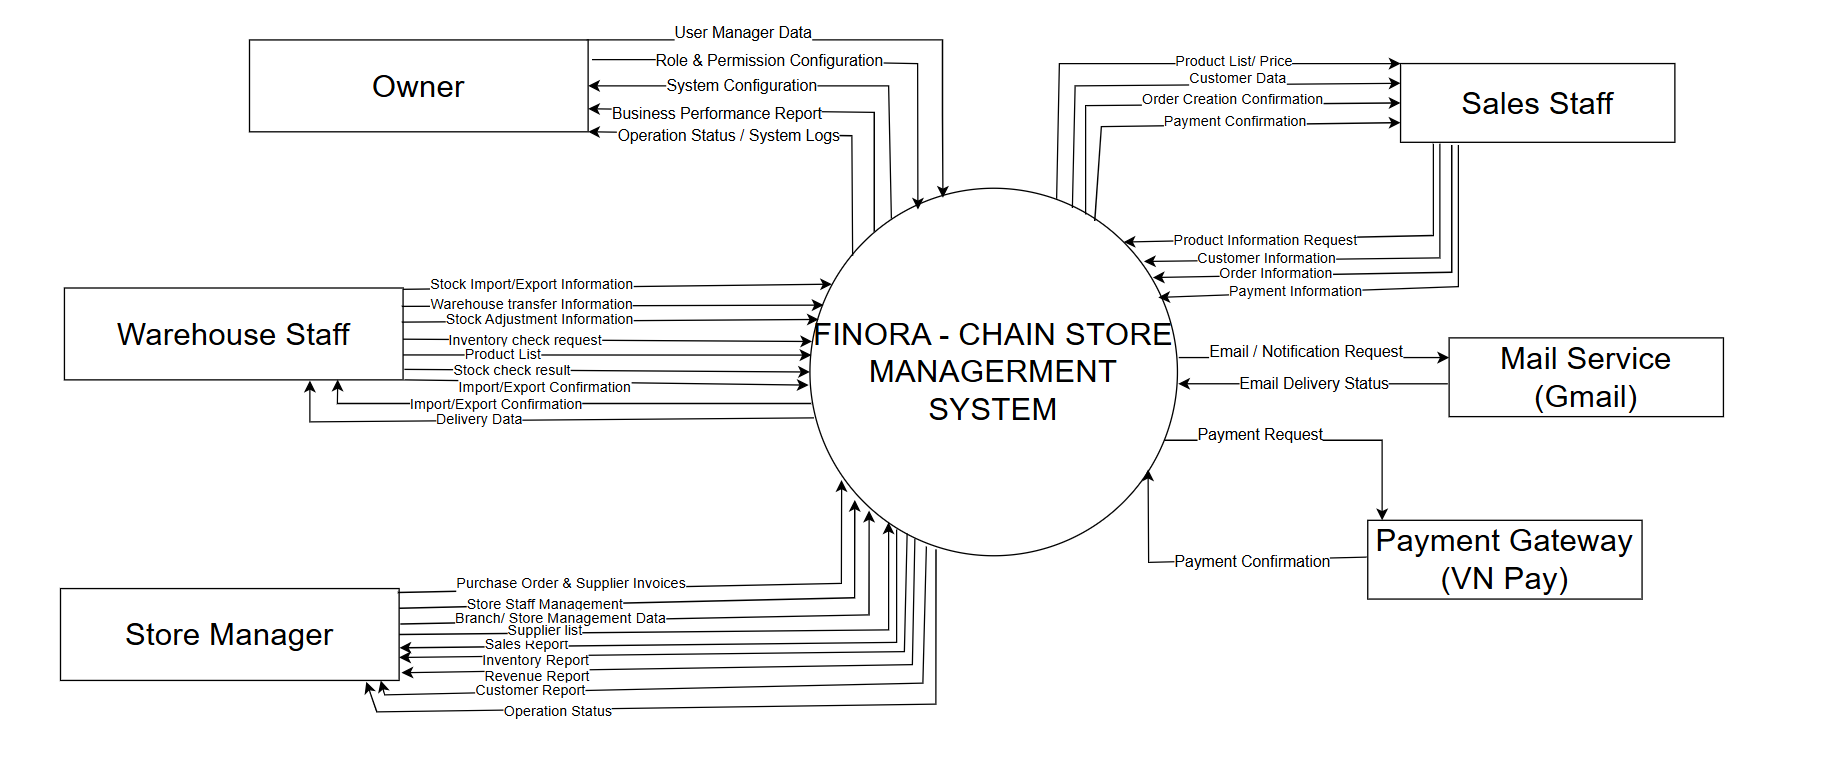 User Manager Data
Role & Permission Configuration
System Configuration
Business Performance Report
Operation Status / System Logs
Owner
Product List/ Price
Customer Data
Order Creation Confirmation
Payment Confirmation
Sales Staff
Product Information Request
Customer Information
Order Information
Payment Information
Stock Import/Export Information
Warehouse transfer Information
Stock Adjustment Information
Inventory check request
Product List
Stock check result
Import/Export Confirmation
Import/Export Confirmation
Delivery Data
Warehouse Staff
FINORA - CHAIN STORE
MANAGERMENT
SYSTEM
Email / Notification Request
Email Delivery Status
Mail Service
(Gmail)
Payment Request
Payment Confirmation
Payment Gateway
(VN Pay)
Purchase Order & Supplier Invoices
Store Staff Management
Branch/ Store Management Data
Supplier list
Sales Report
Inventory Report
Revenue Report
Customer Report
Operation Status
Store Manager